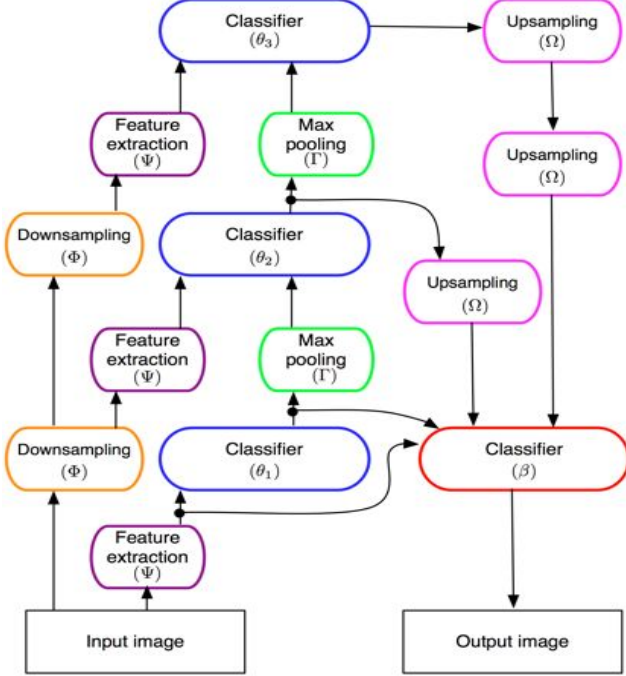 Classifier
(θ₃)
Upsampling
(Ω)
Feature
extraction
(Ψ)
Max
pooling
(Γ)
Upsampling
(Ω)
Downsampling
(Φ)
Classifier
(θ₂)
Upsampling
(Ω)
Feature
extraction
(Ψ)
Max
pooling
(Γ)
Downsampling
(Φ)
Classifier
(θ₁)
Classifier
(β)
Feature
extraction
(Ψ)
Input image
Output image